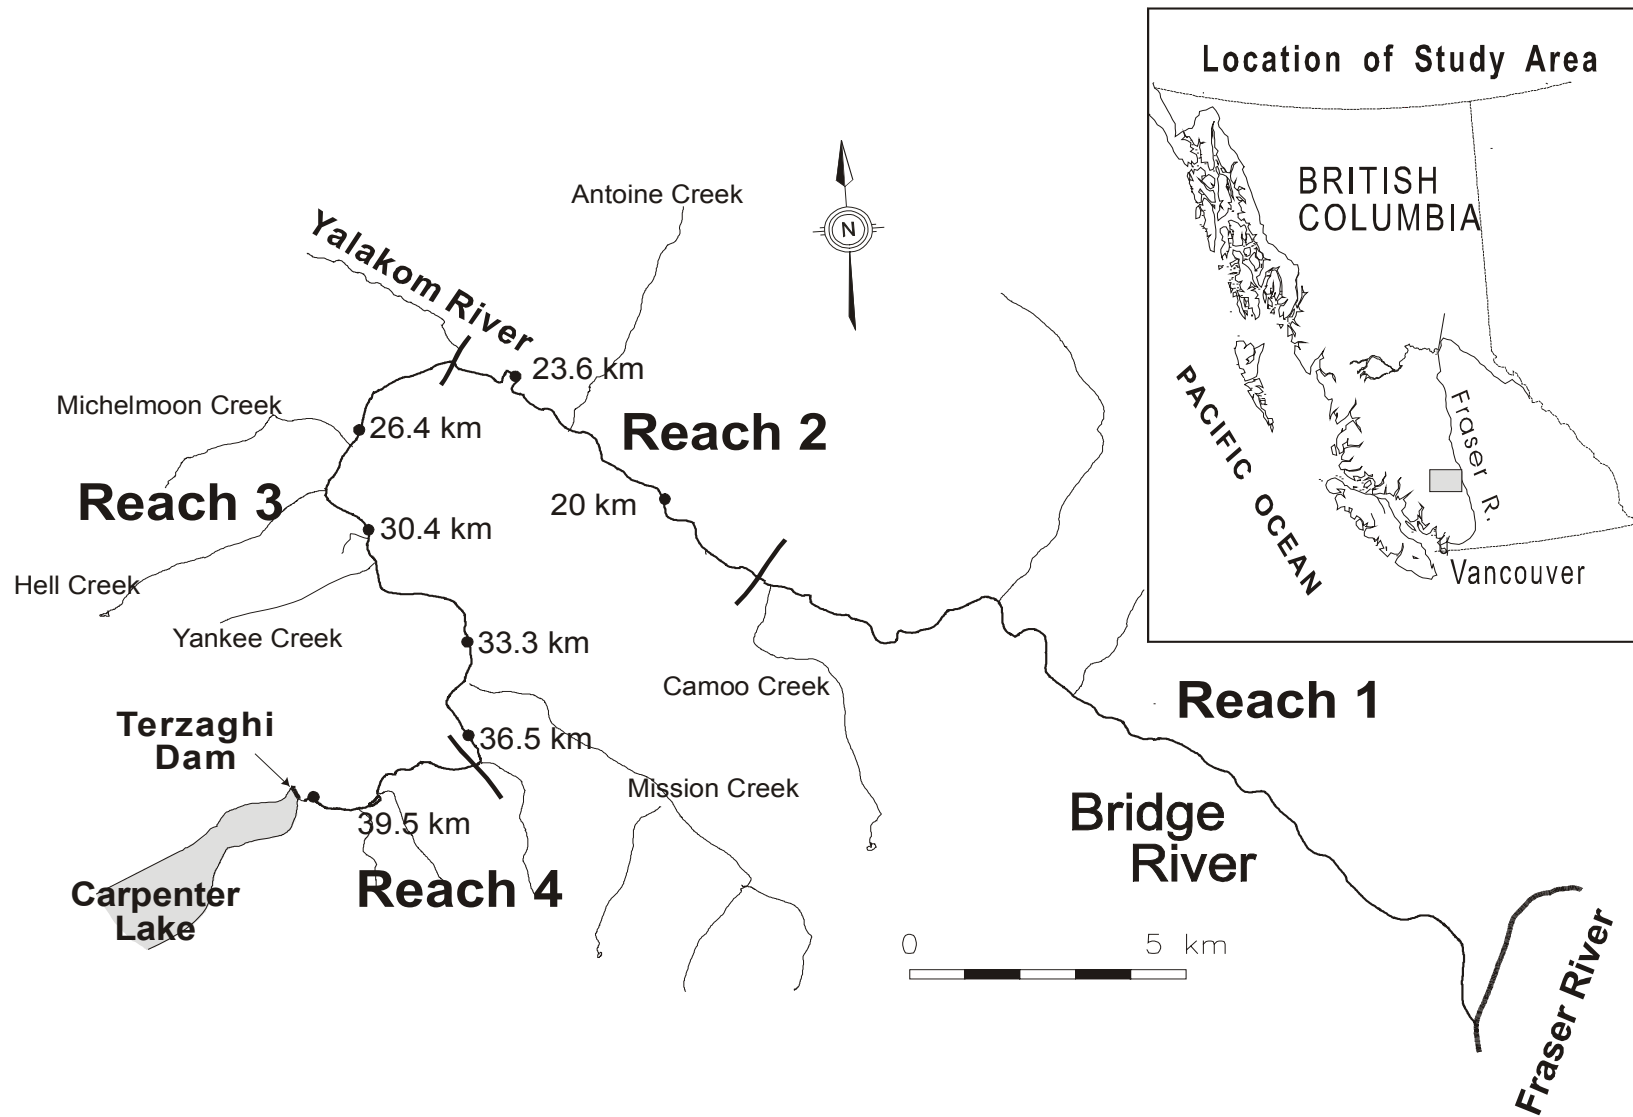 Location of Study Area
BRITISH
COLUMBIA
PACIFIC OCEAN
Fraser R.
Vancouver
Antoine Creek
N
Yalakom River
23.6 km
Michelmoon Creek
26.4 km
Reach 2
Reach 3
20 km
30.4 km
Hell Creek
Yankee Creek
33.3 km
Camoo Creek
Reach 1
Terzaghi
Dam
36.5 km
Mission Creek
39.5 km
Bridge
River
Carpenter
Lake
Reach 4
0 5 km
Fraser River